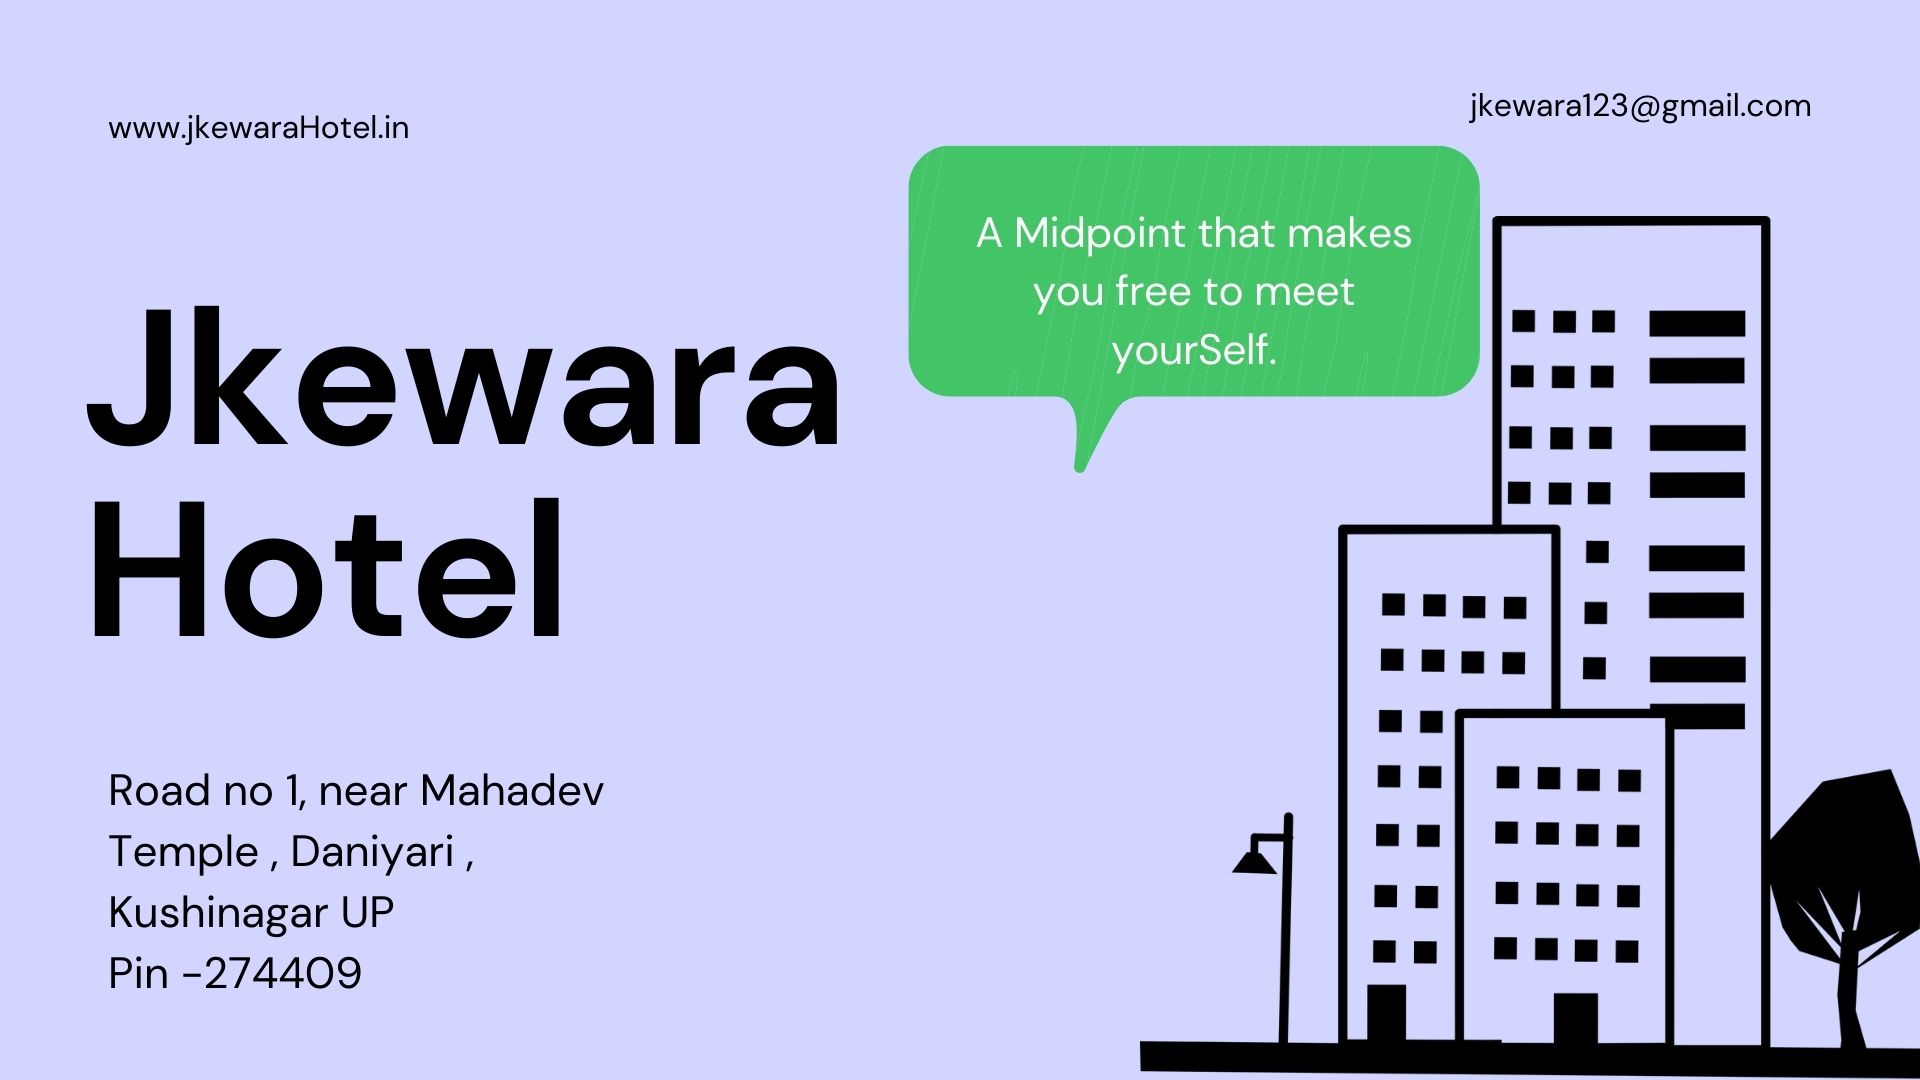 www.jkewaraHotel.in
jkewara123@gmail.com
A Midpoint that makes
you free to meet
yourSelf.
Jkewara
Hotel
Road no 1, near Mahadev
Temple , Daniyari ,
Kushinagar UP
Pin -274409